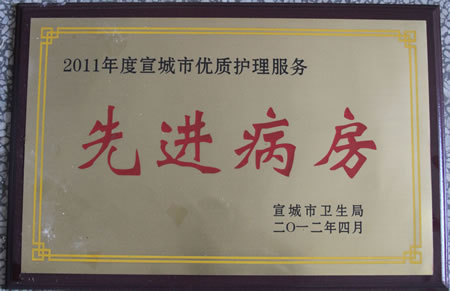 2011年度宣城市优质护理服务
先进病房
宣城市卫生局
二〇一二年四月